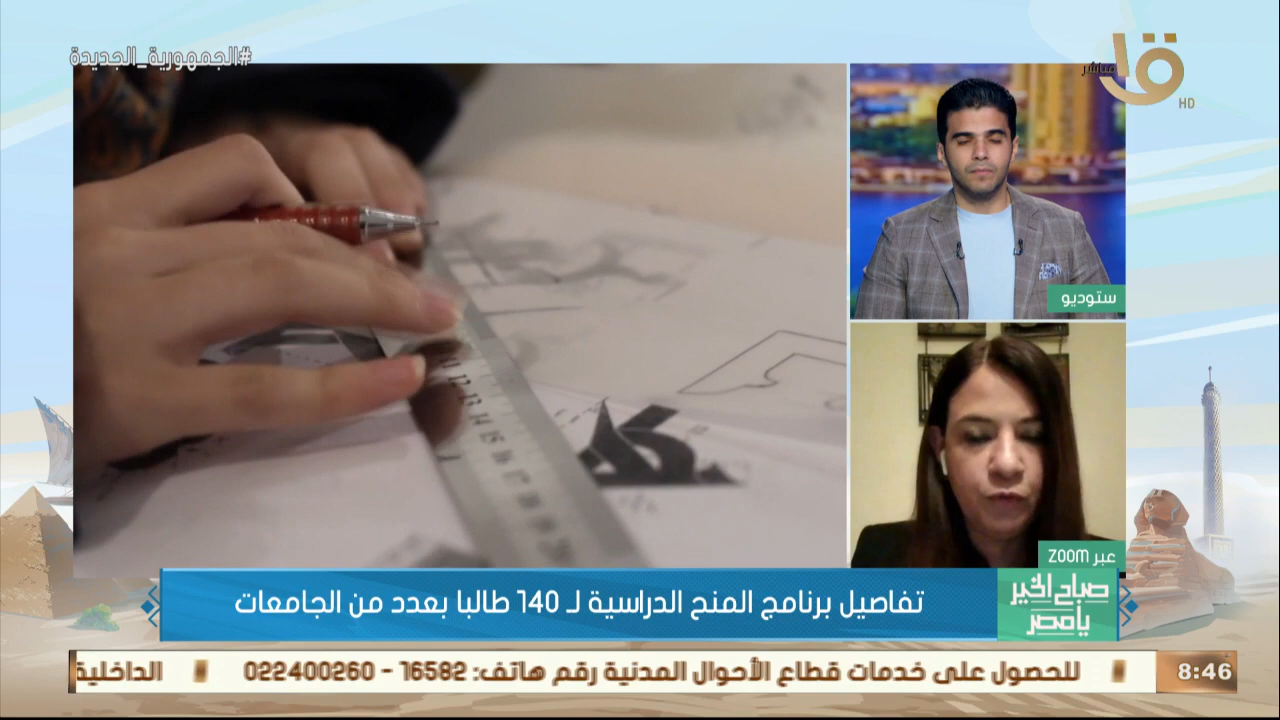 #الجمهورية_الجديدة
مباشر
HD
ستوديو
عبر ZOOM
صباح الخير يا مصر
تفاصيل برنامج المنح الدراسية لـ 140 طالبا بعدد من الجامعات
8:46
للحصول على خدمات قطاع الأحوال المدنية رقم هاتف: 16582 - 022400260
الداخلية